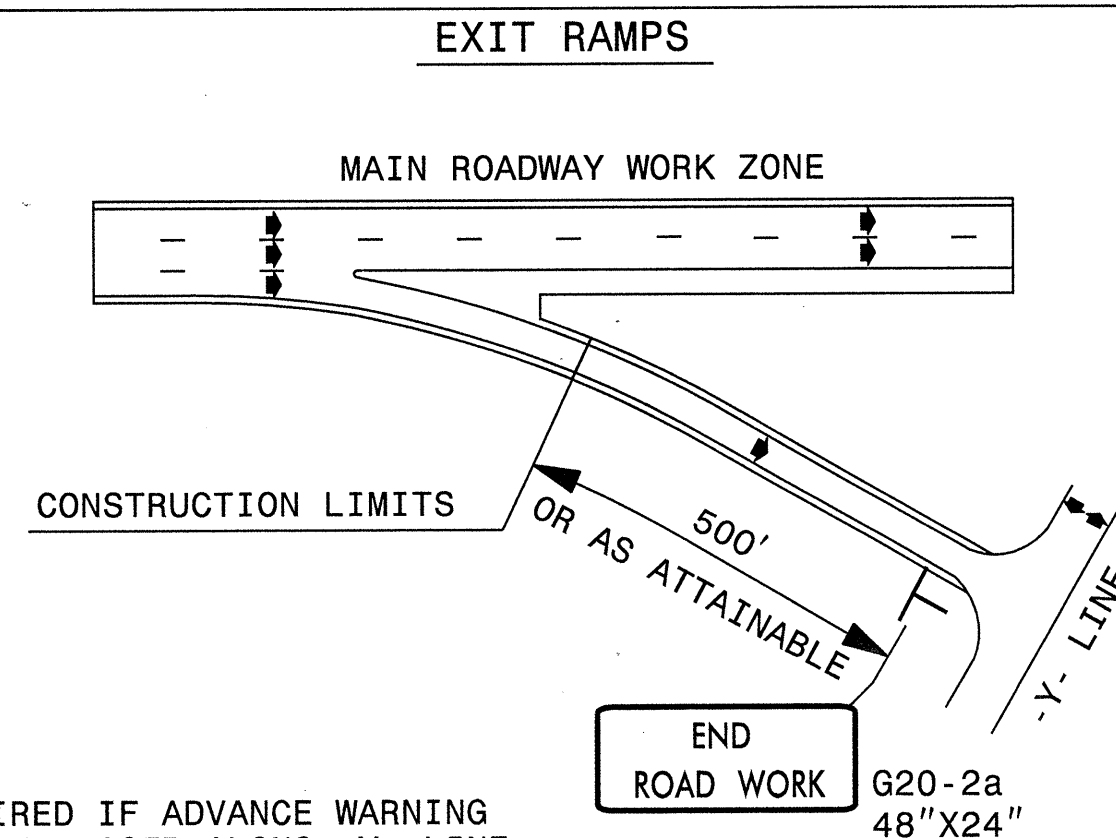 EXIT RAMPS
MAIN ROADWAY WORK ZONE
CONSTRUCTION LIMITS
500'
OR AS ATTAINABLE
-Y- LINE
END
ROAD WORK
G20-2a
48"X24"
IF ADVANCE WARNING